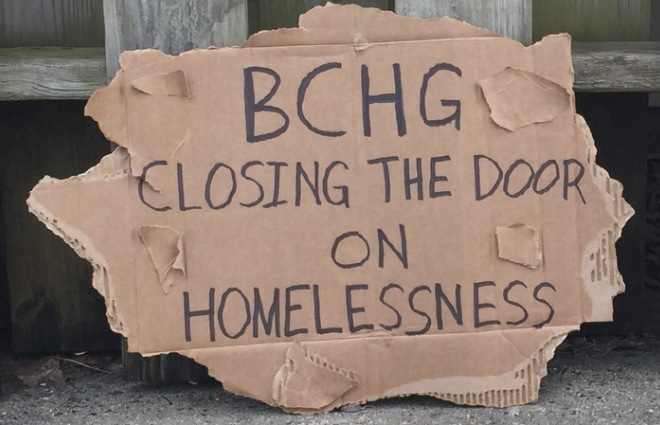 BCHG
CLOSING THE DOOR
ON
HOMELESSNESS